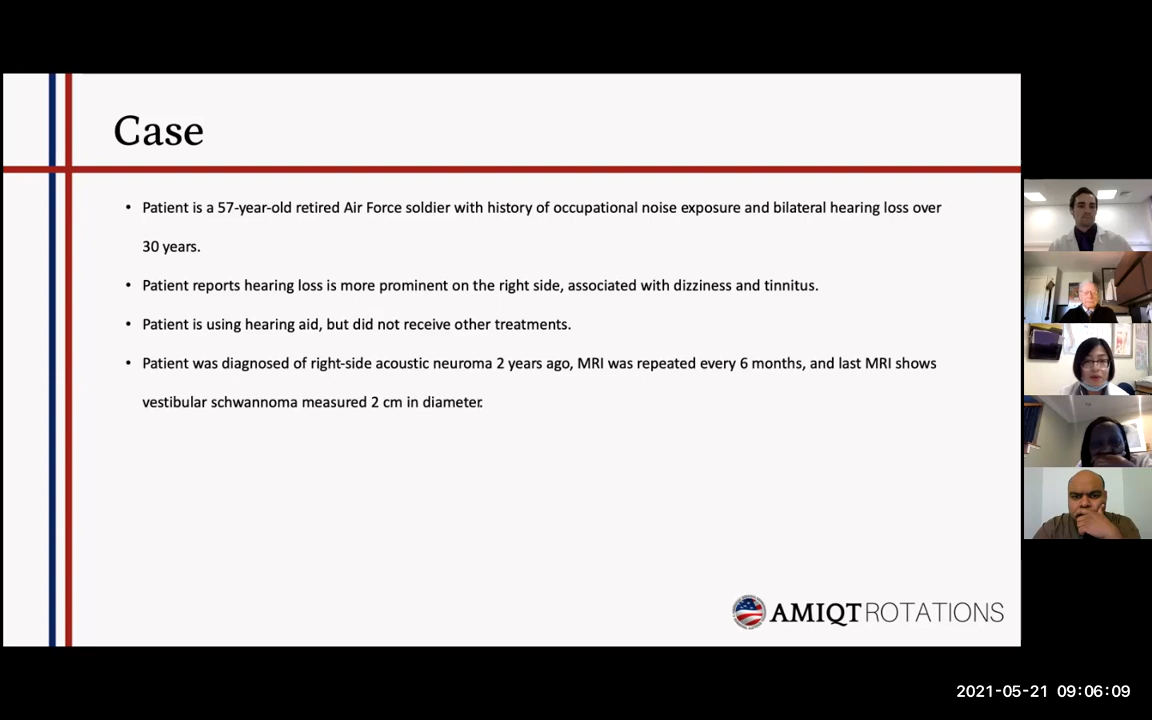 Case
• Patient is a 57-year-old retired Air Force soldier with history of occupational noise exposure and bilateral hearing loss over
30 years.
• Patient reports hearing loss is more prominent on the right side, associated with dizziness and tinnitus.
• Patient is using hearing aid, but did not receive other treatments.
• Patient was diagnosed of right-side acoustic neuroma 2 years ago, MRI was repeated every 6 months, and last MRI shows
vestibular schwannoma measured 2 cm in diameter.
AMIQT ROTATIONS
2021-05-21 09:06:09